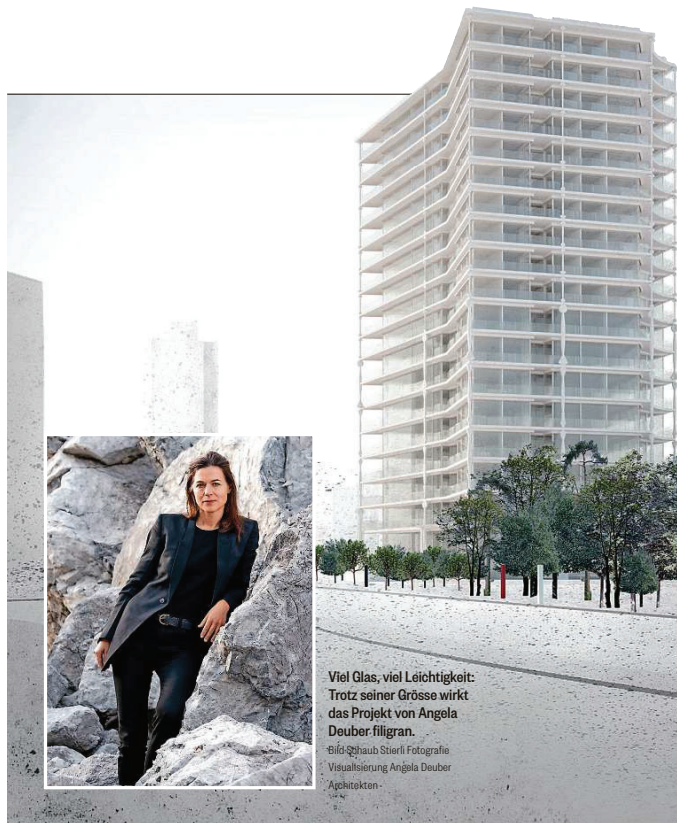 Viel Glas, viel Leichtigkeit:
Trotz seiner Grösse wirkt
das Projekt von Angela
Deuber filigran.
Bild Schaub Stierli Fotografie
Visualisierung Angela Deuber
Architekten